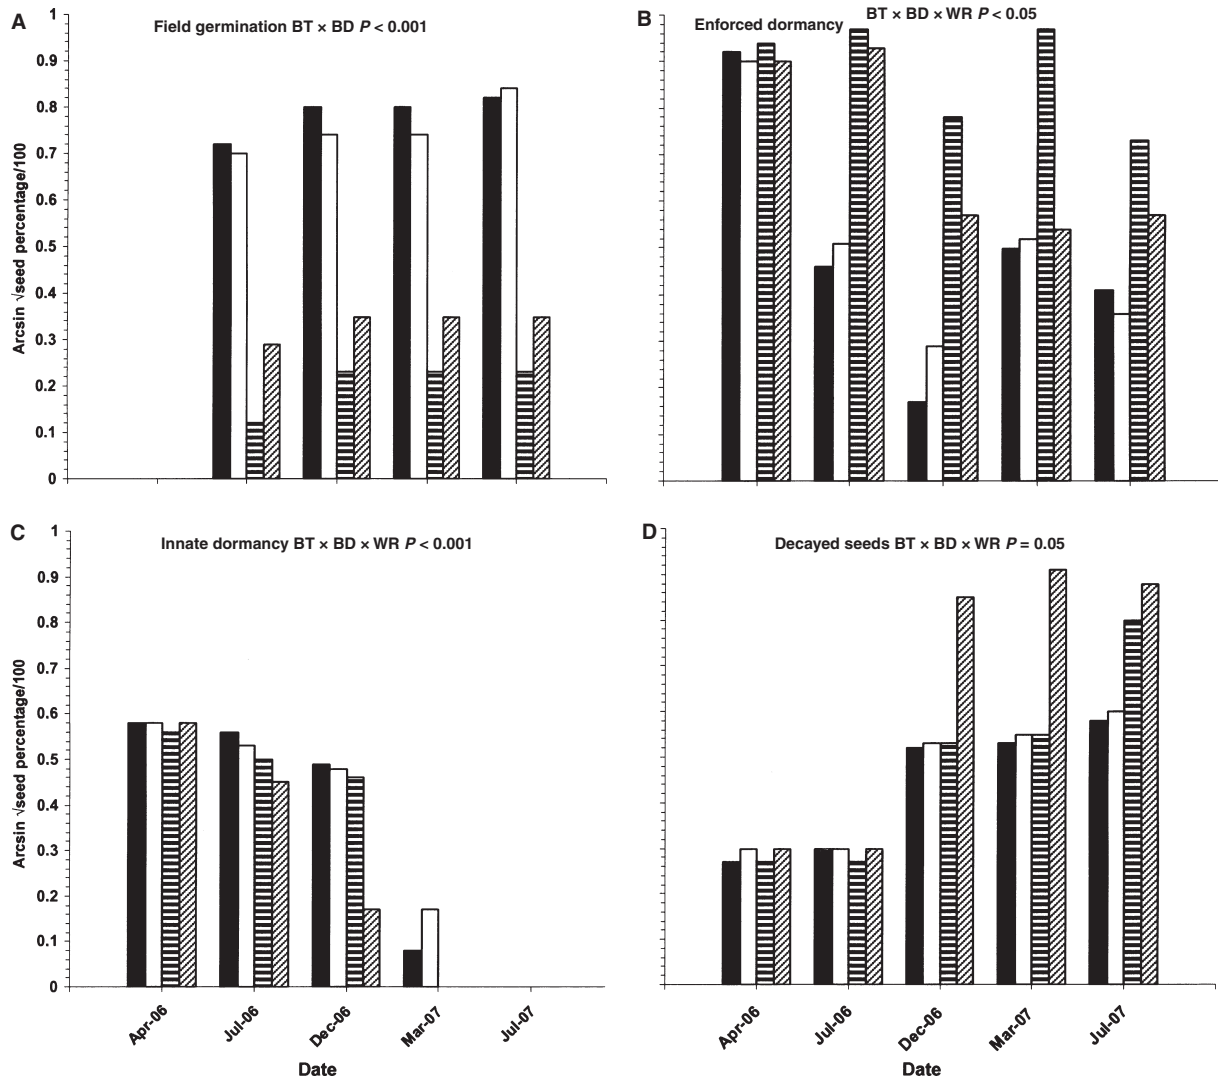 A
Field germination BT × BD P < 0.001
1
0.9
0.8
0.7
0.6
0.5
0.4
0.3
0.2
0.1
0
Arcsin √seed percentage/100
B
Enforced dormancy
BT × BD × WR P < 0.05
C
Innate dormancy BT × BD × WR P < 0.001
1
0.9
0.8
0.7
0.6
0.5
0.4
0.3
0.2
0.1
0
Arcsin √seed percentage/100
Apr-06
Jul-06
Dec-06
Mar-07
Jul-07
Date
D
Decayed seeds BT × BD × WR P = 0.05
Apr-06
Jul-06
Dec-06
Mar-07
Jul-07
Date